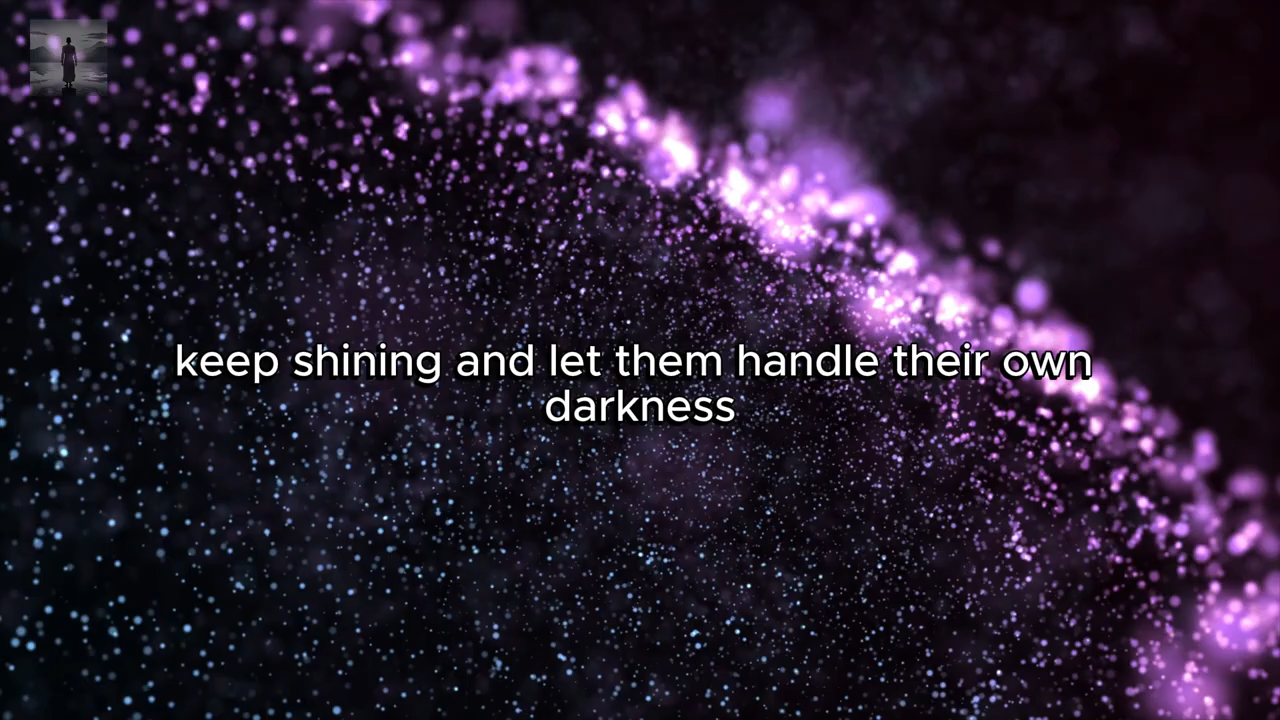 keep shining and let them handle their own
darkness